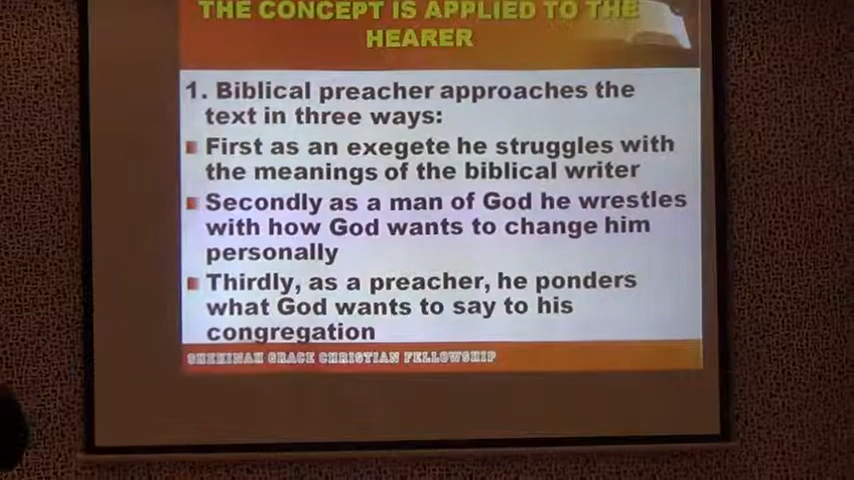 THE CONCEPT IS APPLIED TO THE
HEARER
1. Biblical preacher approaches the
text in three ways:
First as an exegete he struggles with
the meanings of the biblical writer
Secondly as a man of God he wrestles
with how God wants to change him
personally
Thirdly, as a preacher, he ponders
what God wants to say to his
congregation
SHEKINAH GRACE CHRISTIAN FELLOWSHIP